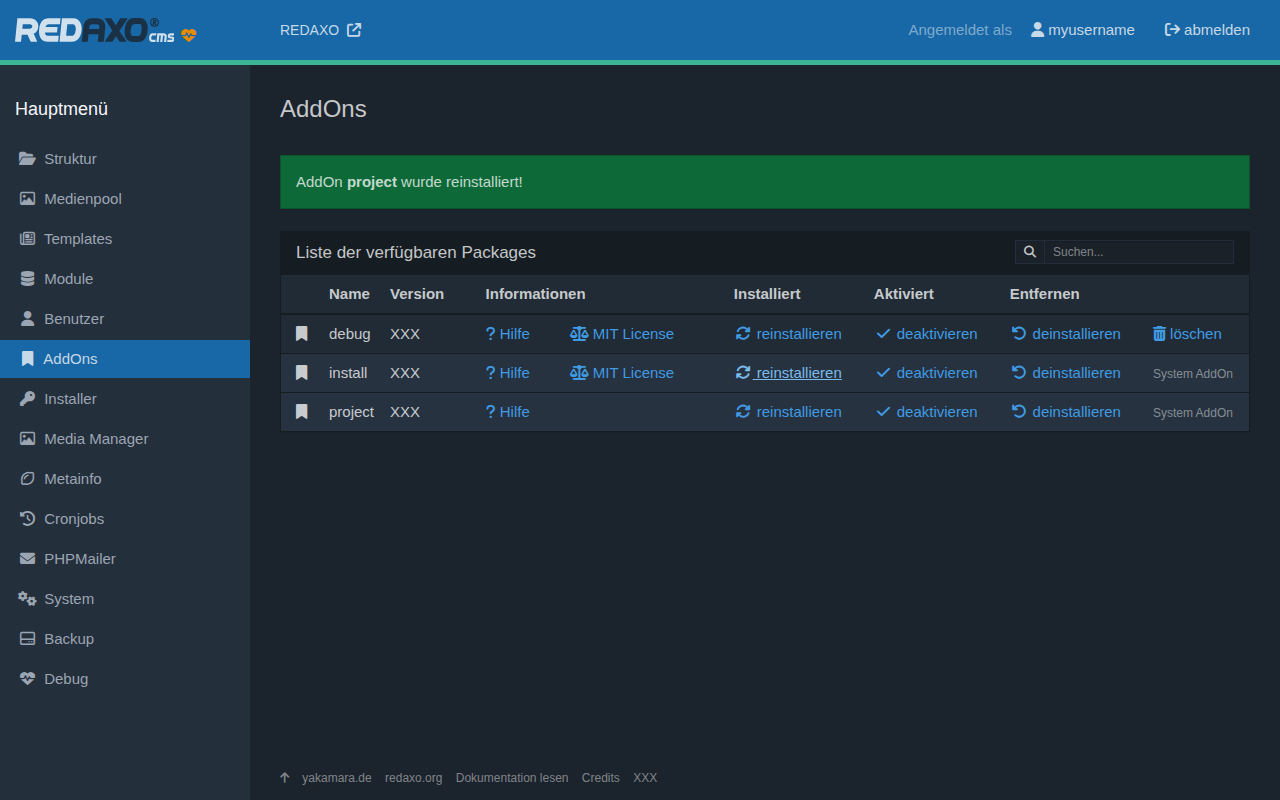 REDAXO® cms
REDAXO
Angemeldet als myusername abmelden
Hauptmenü
Struktur
Medienpool
Templates
Module
Benutzer
AddOns
Installer
Media Manager
Metainfo
Cronjobs
PHPMailer
System
Backup
Debug
AddOns
AddOn project wurde reinstalliert!
Liste der verfügbaren Packages
Suchen...
Name Version Informationen Installiert Aktiviert Entfernen
debug XXX ? Hilfe MIT License reinstallieren deaktivieren deinstallieren löschen
install XXX ? Hilfe MIT License reinstallieren deaktivieren deinstallieren System AddOn
project XXX ? Hilfe reinstallieren deaktivieren deinstallieren System AddOn
yakamara.de redaxo.org Dokumentation lesen Credits XXX